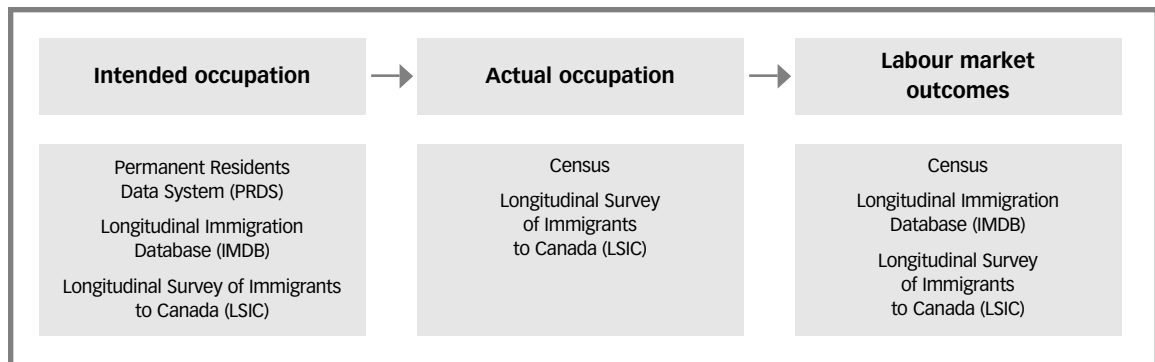 Intended occupation
Actual occupation
Labour market
outcomes
Permanent Residents
Data System (PRDS)
Longitudinal Immigration
Database (IMDB)
Longitudinal Survey of Immigrants
to Canada (LSIC)
Census
Longitudinal Survey
of Immigrants
to Canada (LSIC)
Census
Longitudinal Immigration
Database (IMDB)
Longitudinal Survey
of Immigrants
to Canada (LSIC)